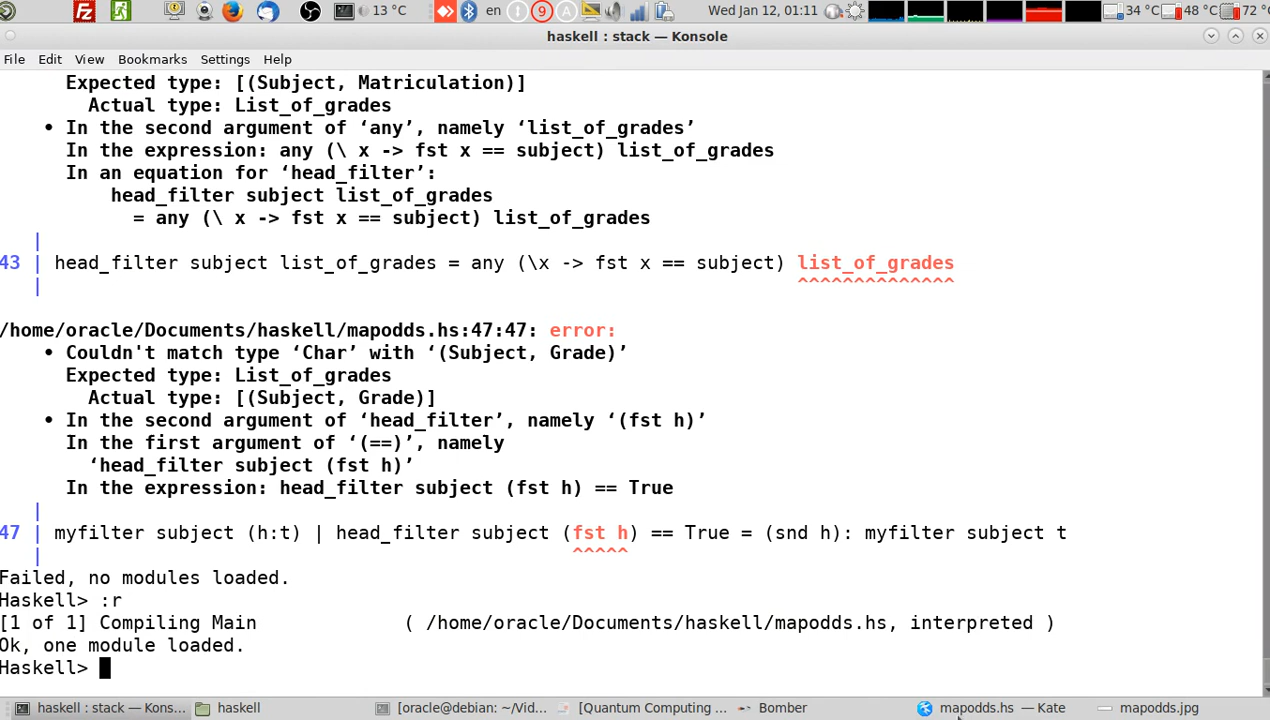 13 °C en 9 A Wed Jan 12, 01:11 34 °C 48 °C 72 °C
haskell : stack — Konsole
File Edit View Bookmarks Settings Help
Expected type: [(Subject, Matriculation)]
Actual type: List_of_grades
• In the second argument of ‘any’, namely ‘list_of_grades’
In the expression: any (\ x -> fst x == subject) list_of_grades
In an equation for ‘head_filter’:
head_filter subject list_of_grades
= any (\ x -> fst x == subject) list_of_grades
|
43 | head_filter subject list_of_grades = any (\x -> fst x == subject) list_of_grades
| ^^^^^^^^^^^^^^
/home/oracle/Documents/haskell/mapodds.hs:47:47: error:
• Couldn't match type ‘Char’ with ‘(Subject, Grade)’
Expected type: List_of_grades
Actual type: [(Subject, Grade)]
• In the second argument of ‘head_filter’, namely ‘(fst h)’
In the first argument of ‘(==)’, namely
‘head_filter subject (fst h)’
In the expression: head_filter subject (fst h) == True
|
47 | myfilter subject (h:t) | head_filter subject (fst h) == True = (snd h): myfilter subject t
| ^^^^^
Failed, no modules loaded.
Haskell> :r
[1 of 1] Compiling Main ( /home/oracle/Documents/haskell/mapodds.hs, interpreted )
Ok, one module loaded.
Haskell>
haskell : stack — Kons... haskell [oracle@debian: ~/Vid... [Quantum Computing ... Bomber mapodds.hs — Kate mapodds.jpg